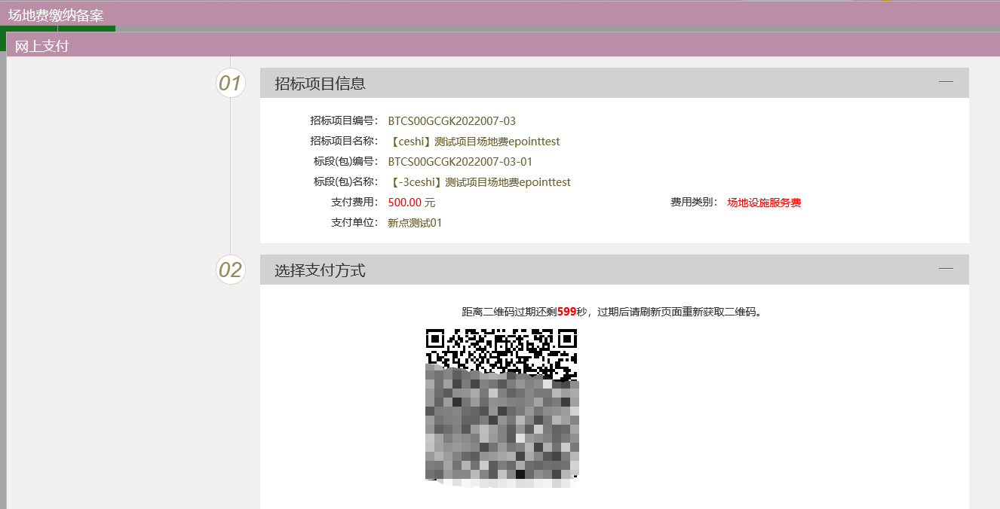 场地费缴纳备案
网上支付
01 招标项目信息
招标项目编号： BTCS00GCGK2022007-03
招标项目名称： 【ceshi】测试项目场地费epointtest
标段(包)编号： BTCS00GCGK2022007-03-01
标段(包)名称： 【-3ceshi】测试项目场地费epointtest
支付费用： 500.00 元 费用类别： 场地设施服务费
支付单位： 新点测试01
02 选择支付方式
距离二维码过期还剩599秒，过期后请刷新页面重新获取二维码。